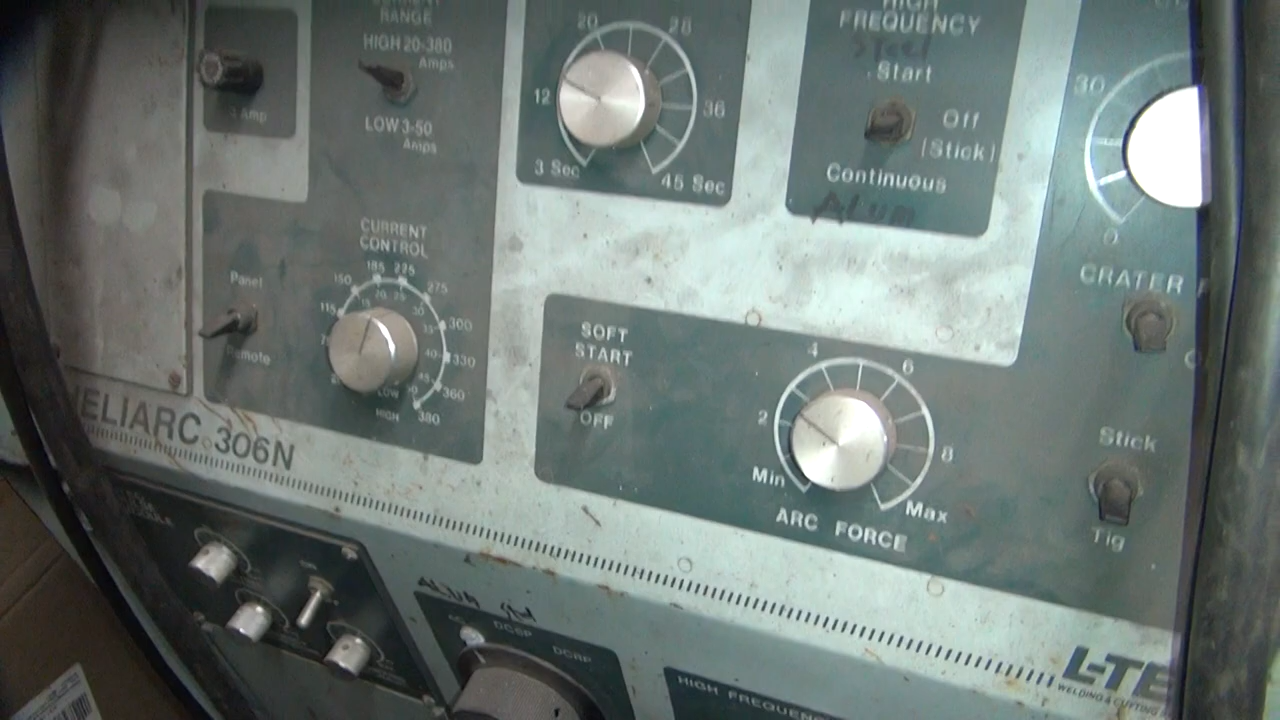 RANGE
HIGH 20-380
Amps
LOW 3-50
Amps
Amp
20
28
12
36
3 Sec
45 Sec
HIGH
FREQUENCY
Steel
Start
Off
(Stick)
Continuous
ALUM
30
0
CRATER
CURRENT
CONTROL
Panel
Remote
115
150
185
225
275
300
330
360
380
LOW
HIGH
SOFT
START
OFF
4
6
2
8
Min
Max
ARC FORCE
Stick
Tig
HELIARC 306N
ALUM
DCSP
DCRP
HIGH FREQUENC
L-TE
WELDING & CUTTING